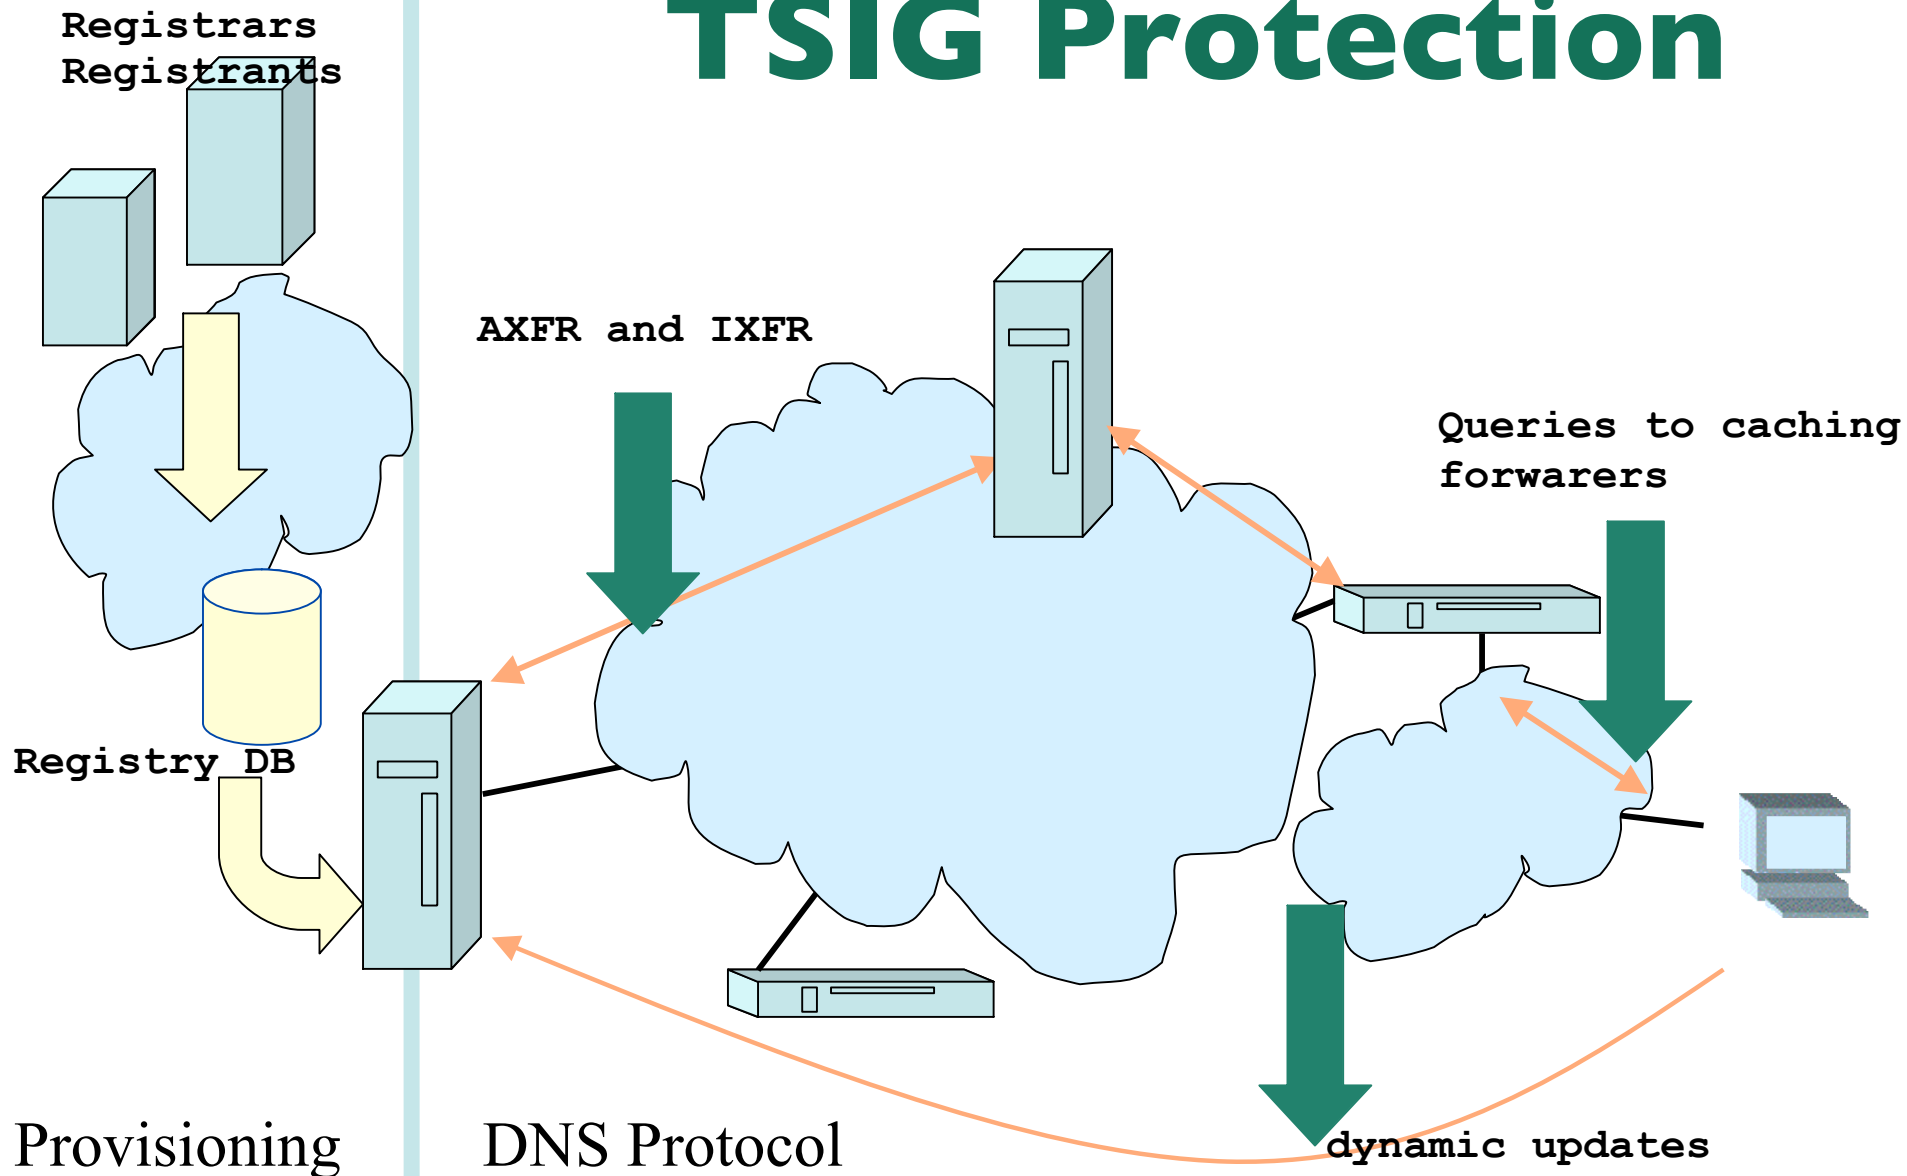 TSIG Protection
Registrars
Registrants
AXFR and IXFR
Queries to caching
forwarers
Registry DB
Provisioning
DNS Protocol
dynamic updates